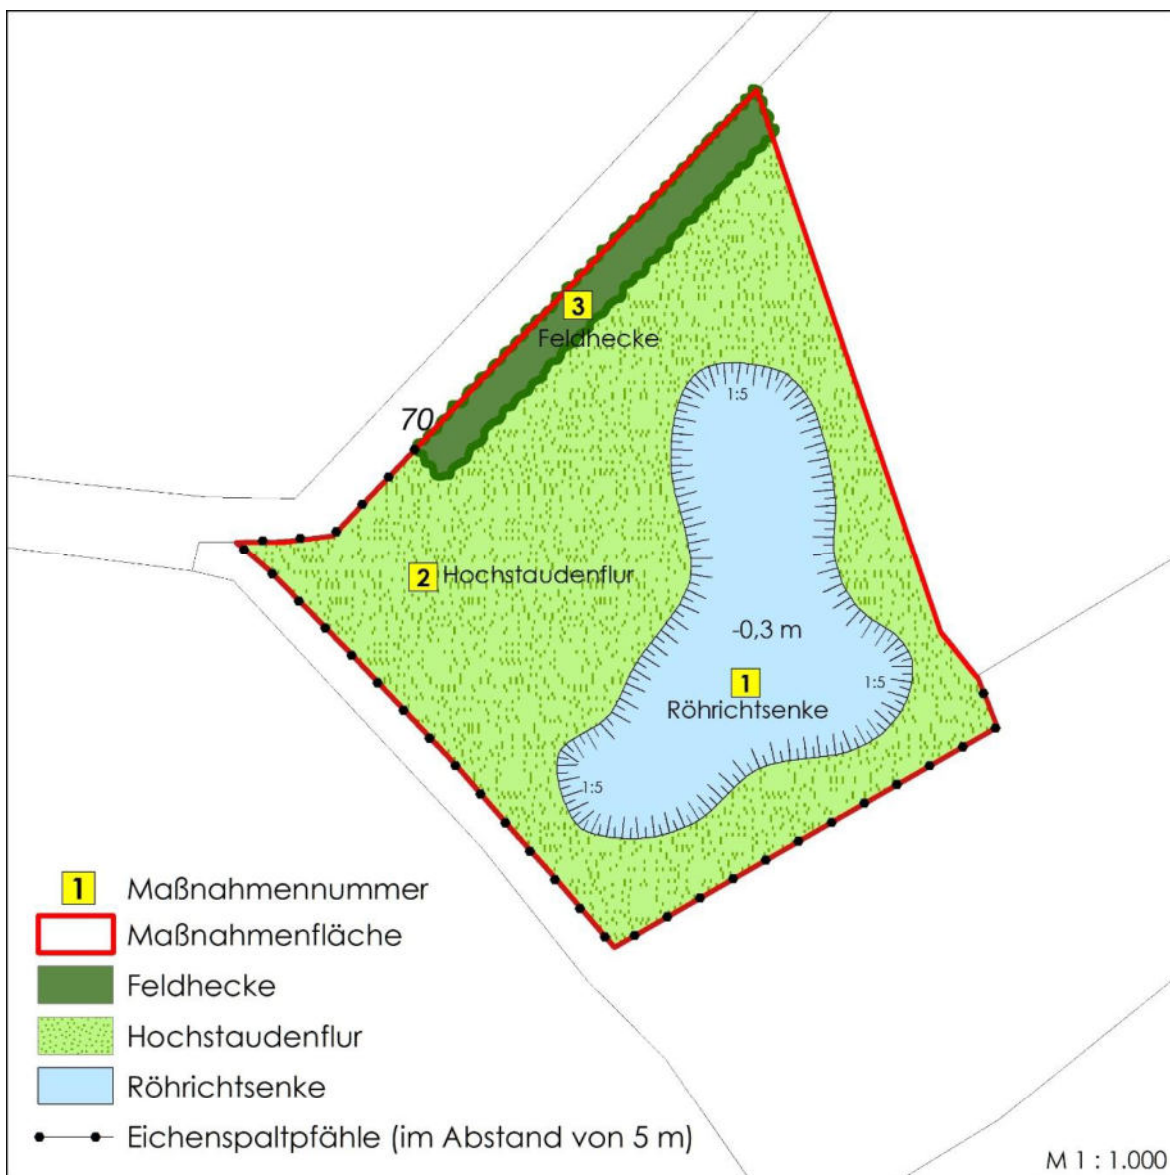 3
Feldhecke
1:5
70
2 Hochstaudenflur
-0,3 m
1
1:5
Röhrichtsenke
1:5
1 Maßnahmennummer
Maßnahmenfläche
Feldhecke
Hochstaudenflur
Röhrichtsenke
Eichenspaltpfähle (im Abstand von 5 m)
M 1 : 1.000